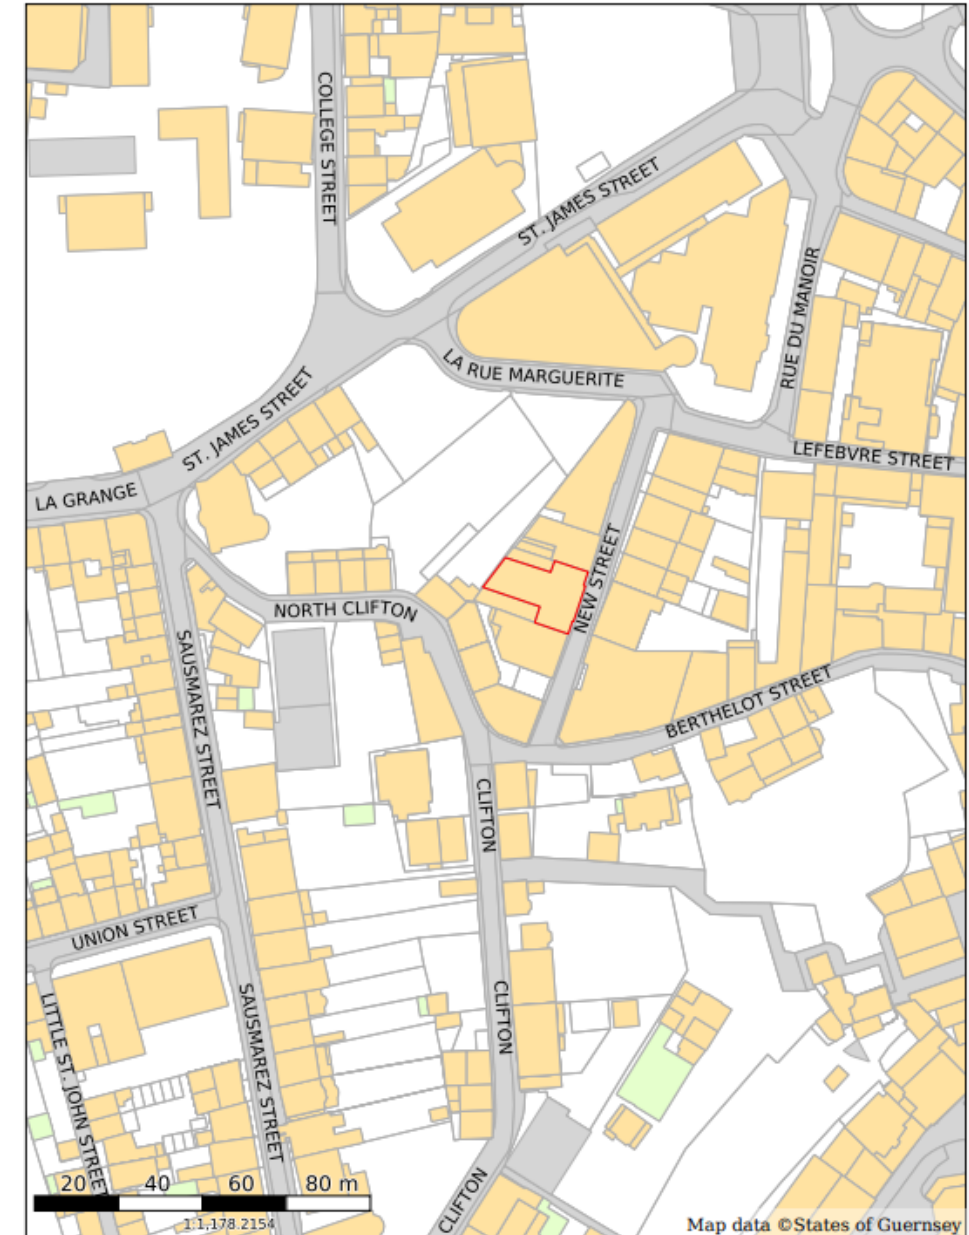 COLLEGE STREET
ST. JAMES STREET
RUE DU MANOIR
LA RUE MARGUERITE
ST. JAMES STREET
LEFEBVRE STREET
LA GRANGE
NEW STREET
NORTH CLIFTON
SAUSMAREZ STREET
BERTHELOT STREET
CLIFTON
UNION STREET
CLIFTON
SAUSMAREZ STREET
LITTLE ST. JOHN STREET
CLIFTON
20 40 60 80 m
1:1,178.2154
Map data ©States of Guernsey